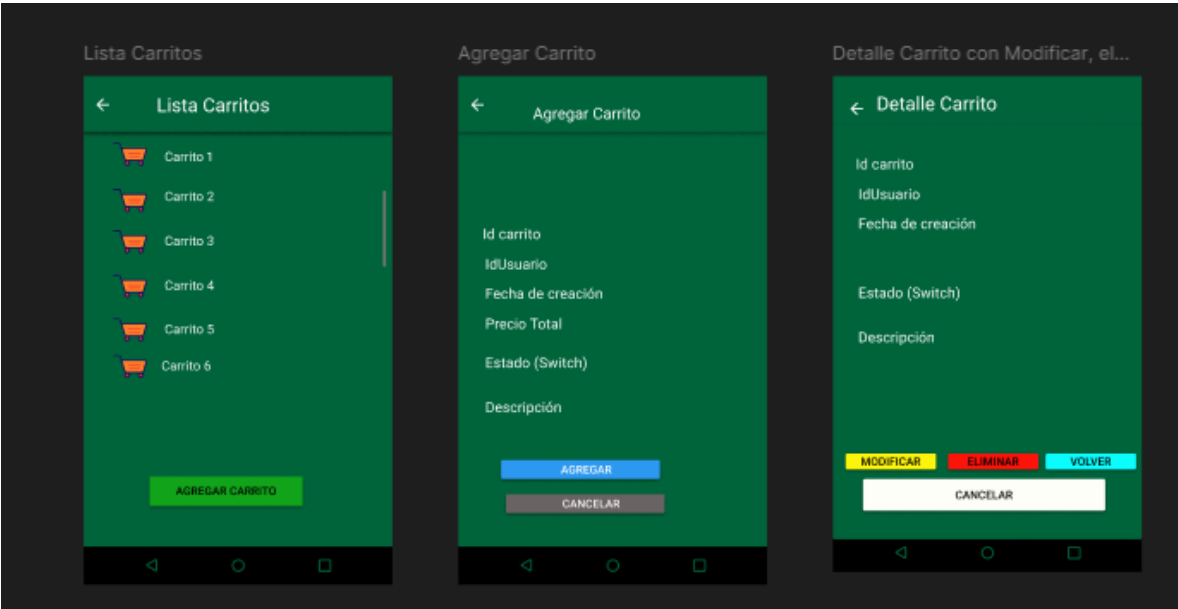 Lista Carritos
Lista Carritos
Carrito 1
Carrito 2
Carrito 3
Carrito 4
Carrito 5
Carrito 6
AGREGAR CARRITO
Agregar Carrito
Agregar Carrito
Id carrito
IdUsuario
Fecha de creación
Precio Total
Estado (Switch)
Descripción
AGREGAR
CANCELAR
Detalle Carrito con Modificar, el...
Detalle Carrito
Id carrito
IdUsuario
Fecha de creación
Estado (Switch)
Descripción
MODIFICAR ELIMINAR VOLVER
CANCELAR